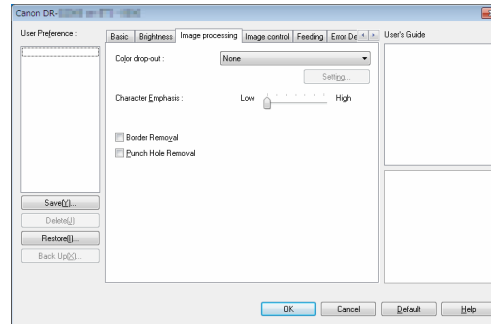 Canon DR-
User Preference :
Basic Brightness Image processing Image control Feeding Error De
User's Guide
Color drop-out :
None
Setting...
Character Emphasis :
Low
High
Border Removal
Punch Hole Removal
Save(Y)...
Delete(J)
Restore(I)...
Back Up(X)...
OK
Cancel
Default
Help